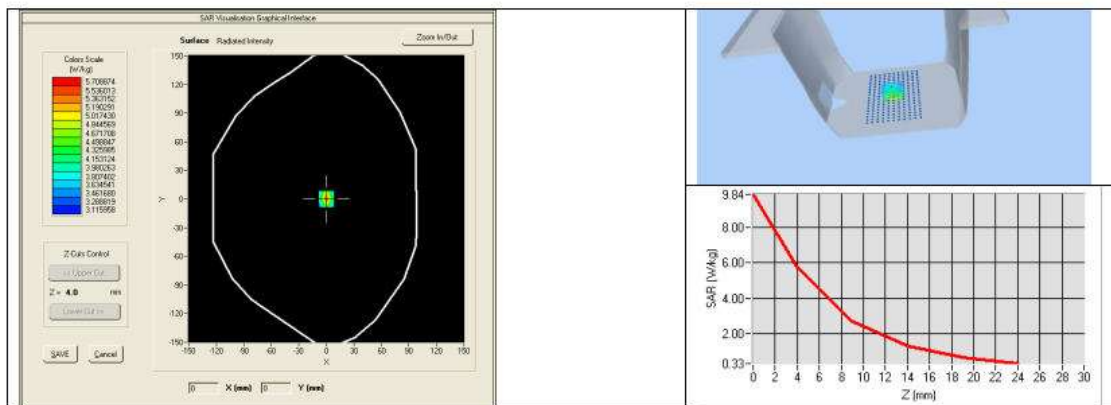 SAR Visualisation Graphical Interface
Surface Radiated Intensity
Zoom In/Out
Colors Scale
(W/kg)
5.708874
5.536013
5.363152
5.190291
5.017430
4.844569
4.671708
4.498847
4.325985
4.153124
3.980263
3.807402
3.634541
3.461680
3.288819
3.115958
150
120
90
60
30
0
-30
-60
-90
-120
-150
Y
-150 -120 -90 -60 -30 0 30 60 90 120 150
X
Z-Cuts Control
<< Upper Cut
Z = 4.0 mm
Lower Cut >>
SAVE Cancel
0 X (mm) 0 Y (mm)
9.84
8.00
6.00
4.00
2.00
0.33
SAR (W/kg)
0 2 4 6 8 10 12 14 16 18 20 22 24 26 28 30
Z (mm)